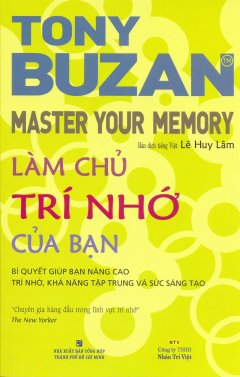 TONY
BUZAN
TM
MASTER YOUR MEMORY
Bản dịch tiếng Việt Lê Huy Lâm
LÀM CHỦ
TRÍ NHỚ
CỦA BẠN
BÍ QUYẾT GIÚP BẠN NÂNG CAO
TRÍ NHỚ, KHẢ NĂNG TẬP TRUNG VÀ SỨC SÁNG TẠO
"Chuyên gia hàng đầu trong lĩnh vực trí nhớ"
The New Yorker
NHÀ XUẤT BẢN TỔNG HỢP
THÀNH PHỐ HỒ CHÍ MINH
NTV
Công ty TNHH
Nhân Trí Việt